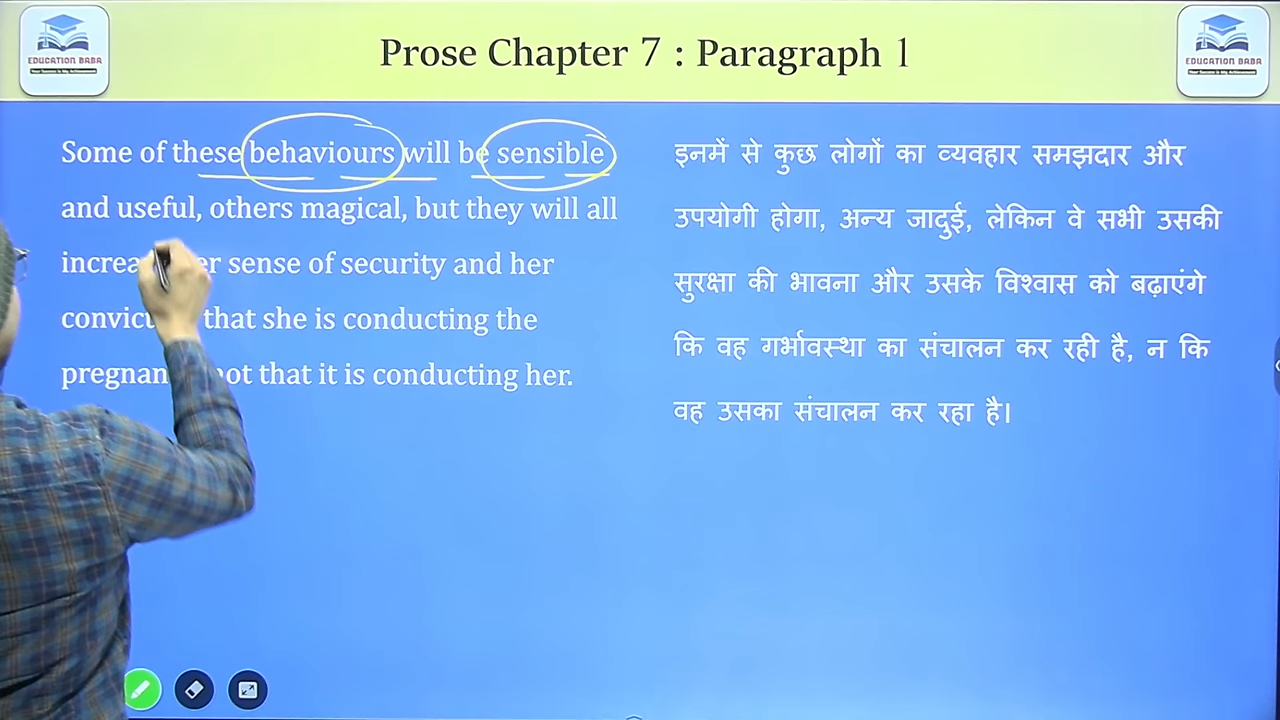 Prose Chapter 7 : Paragraph 1
EDUCATION BABA
EDUCATION BABA
Some of these behaviours will be sensible
and useful, others magical, but they will all
sense of security and her
that she is conducting the
not that it is conducting her.
इनमें से कुछ लोगों का व्यवहार समझदार और
उपयोगी होगा, अन्य जादुई, लेकिन वे सभी उसकी
सुरक्षा की भावना और उसके विश्वास को बढ़ाएंगे
कि वह गर्भावस्था का संचालन कर रही है, न कि
वह उसका संचालन कर रहा है।